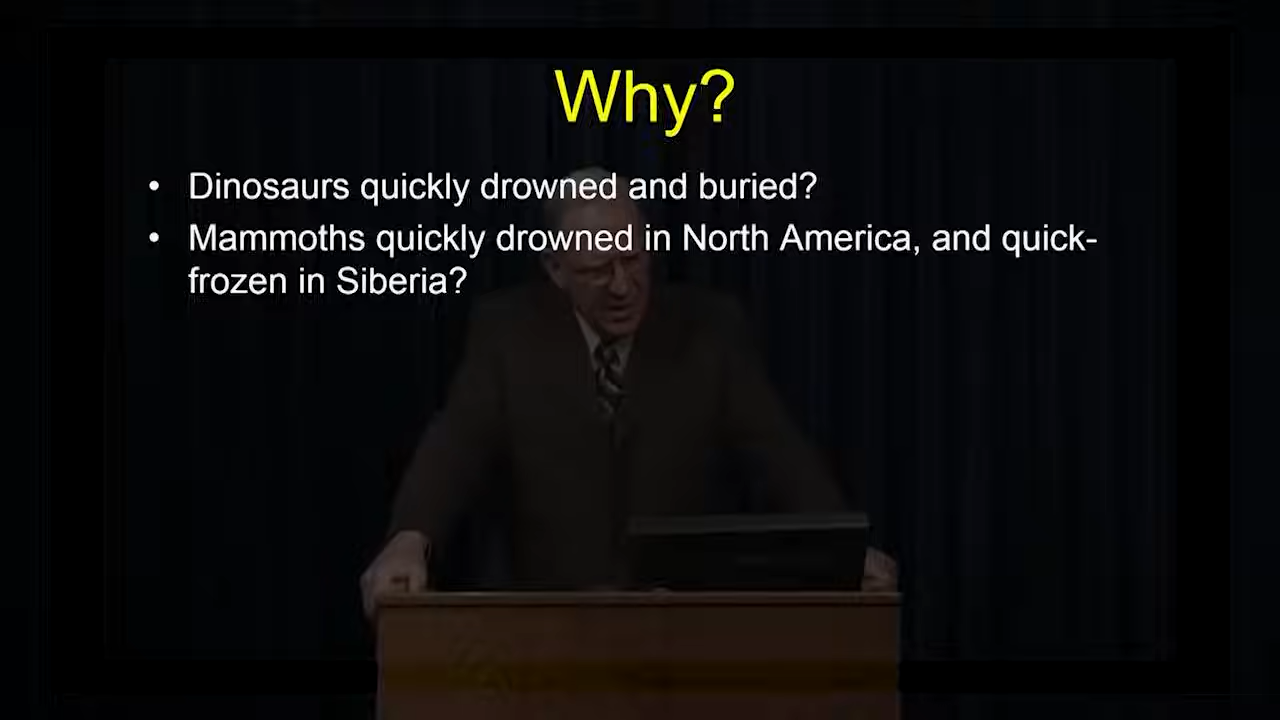 Why?
• Dinosaurs quickly drowned and buried?
• Mammoths quickly drowned in North America, and quick-
frozen in Siberia?